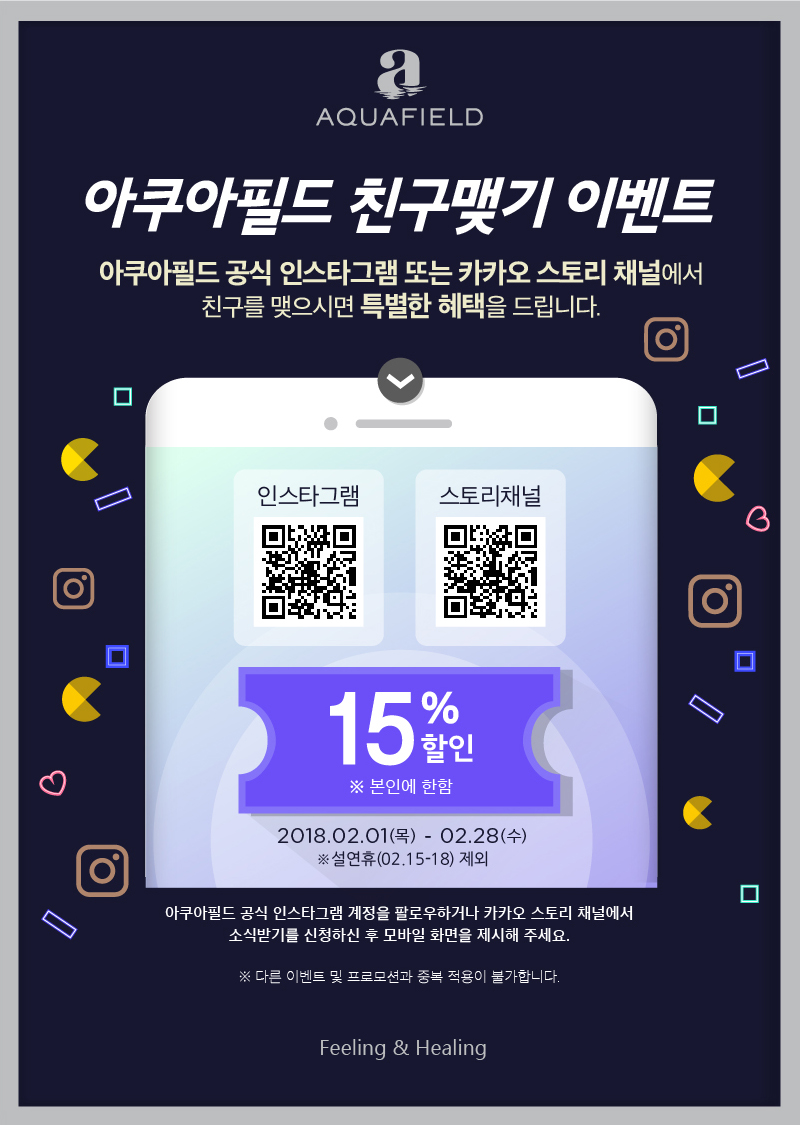 a
AQUAFIELD
아쿠아필드 친구맺기 이벤트
아쿠아필드 공식 인스타그램 또는 카카오 스토리 채널에서
친구를 맺으시면 특별한 혜택을 드립니다.
인스타그램
스토리채널
15%
할인
※ 본인에 한함
2018.02.01(목) - 02.28(수)
※설연휴(02.15-18) 제외
아쿠아필드 공식 인스타그램 계정을 팔로우하거나 카카오 스토리 채널에서
소식받기를 신청하신 후 모바일 화면을 제시해 주세요.
※ 다른 이벤트 및 프로모션과 중복 적용이 불가합니다.
Feeling & Healing